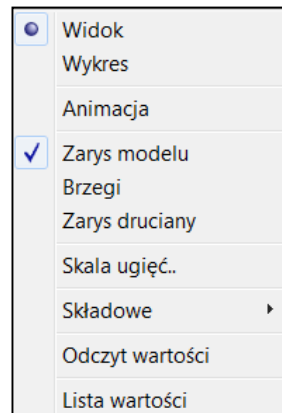 Widok
Wykres
Animacja
Zarys modelu
Brzegi
Zarys druciany
Skala ugięć..
Składowe
Odczyt wartości
Lista wartości